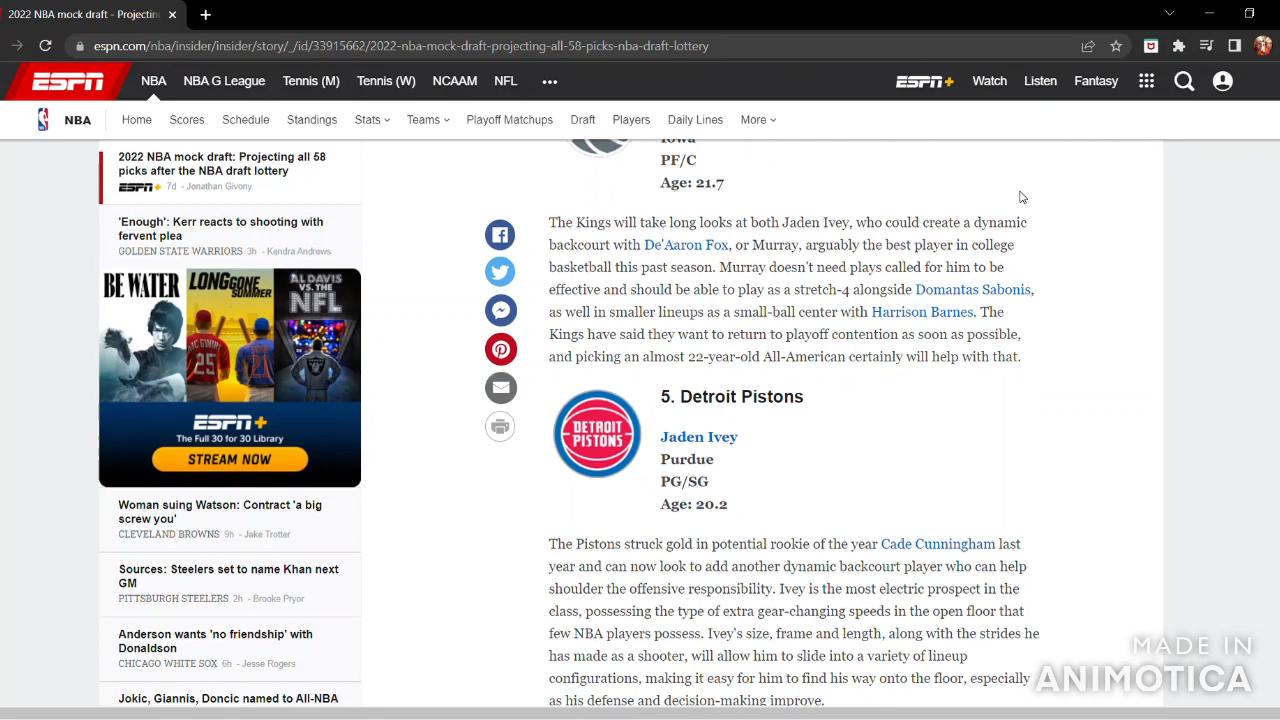 2022 NBA mock draft - Projectin
espn.com/nba/insider/insider/story/_/id/33915662/2022-nba-mock-draft-projecting-all-58-picks-nba-draft-lottery
ESPN NBA NBA G League Tennis (M) Tennis (W) NCAAM NFL ••• ESPN+ Watch Listen Fantasy
NBA Home Scores Schedule Standings Stats Teams Playoff Matchups Draft Players Daily Lines More
2022 NBA mock draft: Projecting all 58
picks after the NBA draft lottery
ESPN+ 7d - Jonathan Givony
'Enough': Kerr reacts to shooting with
fervent plea
GOLDEN STATE WARRIORS 3h - Kendra Andrews
BE WATER
LONG GONE
SUMMER
AL DAVIS
VS. THE
NFL
McGWIRE
25
21
ESPN+
The Full 30 for 30 Library
STREAM NOW
Woman suing Watson: Contract 'a big
screw you'
CLEVELAND BROWNS 9h - Jake Trotter
Sources: Steelers set to name Khan next
GM
PITTSBURGH STEELERS 2h - Brooke Pryor
Anderson wants 'no friendship' with
Donaldson
CHICAGO WHITE SOX 6h - Jesse Rogers
Jokic, Giannis, Doncic named to All-NBA
Iowa
PF/C
Age: 21.7
The Kings will take long looks at both Jaden Ivey, who could create a dynamic
backcourt with De'Aaron Fox, or Murray, arguably the best player in college
basketball this past season. Murray doesn't need plays called for him to be
effective and should be able to play as a stretch-4 alongside Domantas Sabonis,
as well in smaller lineups as a small-ball center with Harrison Barnes. The
Kings have said they want to return to playoff contention as soon as possible,
and picking an almost 22-year-old All-American certainly will help with that.
DETROIT
PISTONS
5. Detroit Pistons
Jaden Ivey
Purdue
PG/SG
Age: 20.2
The Pistons struck gold in potential rookie of the year Cade Cunningham last
year and can now look to add another dynamic backcourt player who can help
shoulder the offensive responsibility. Ivey is the most electric prospect in the
class, possessing the type of extra gear-changing speeds in the open floor that
few NBA players possess. Ivey's size, frame and length, along with the strides he
has made as a shooter, will allow him to slide into a variety of lineup
configurations, making it easy for him to find his way onto the floor, especially
as his defense and decision-making improve.
MADE IN
ANIMOTICA